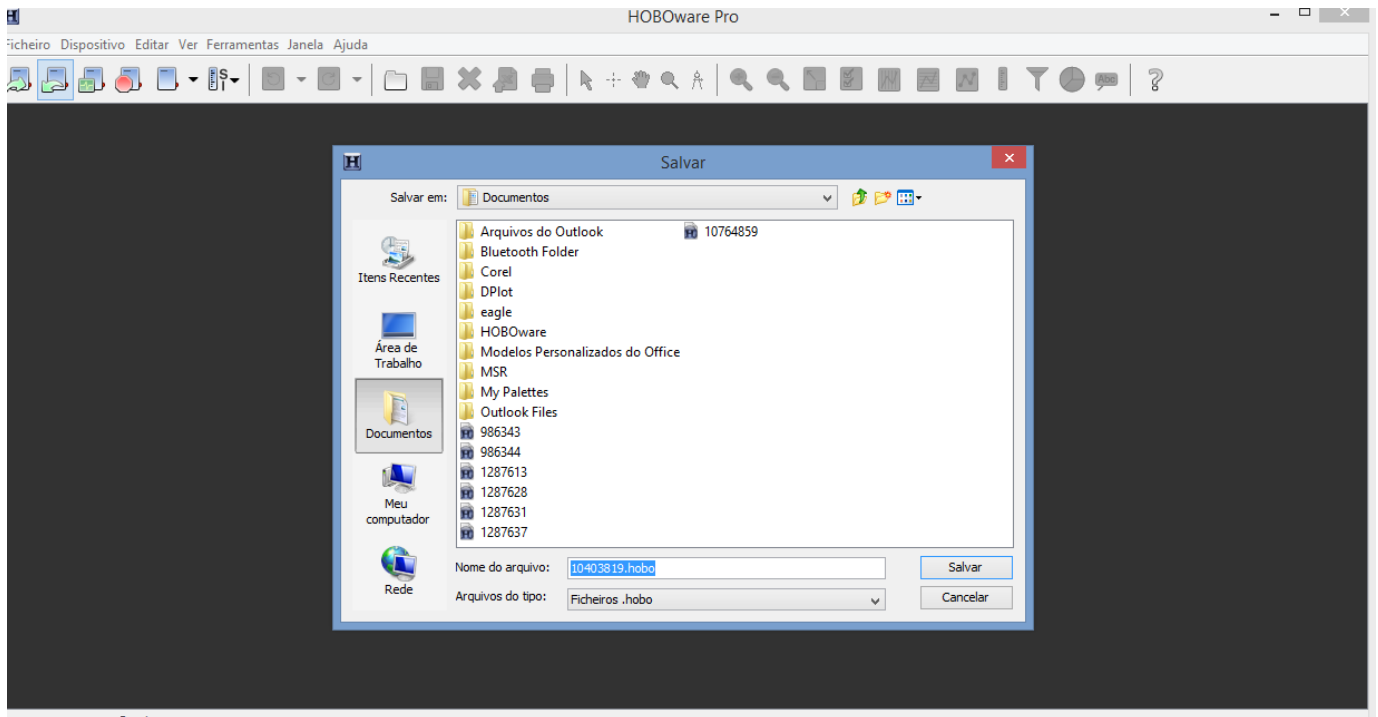 HOBOware Pro
Ficheiro Dispositivo Editar Ver Ferramentas Janela Ajuda
Salvar
Salvar em: Documentos
Itens Recentes
Área de
Trabalho
Documentos
Meu
computador
Rede
Arquivos do Outlook
Bluetooth Folder
Corel
DPlot
eagle
HOBOware
Modelos Personalizados do Office
MSR
My Palettes
Outlook Files
986343
986344
1287613
1287628
1287631
1287637
10764859
Nome do arquivo: 10403819.hobo
Salvar
Arquivos do tipo: Ficheiros .hobo
Cancelar